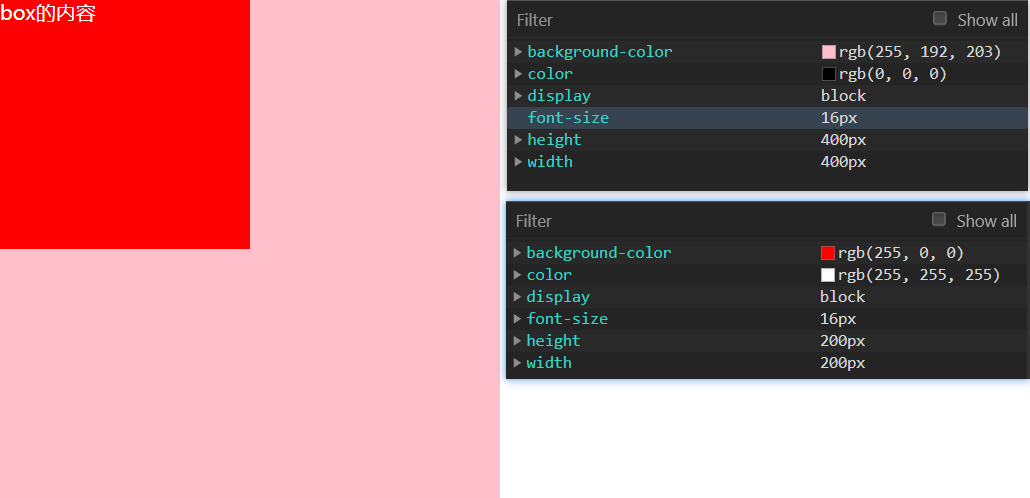 box的内容
Filter Show all
background-color rgb(255, 192, 203)
color rgb(0, 0, 0)
display block
font-size 16px
height 400px
width 400px
Filter Show all
background-color rgb(255, 0, 0)
color rgb(255, 255, 255)
display block
font-size 16px
height 200px
width 200px